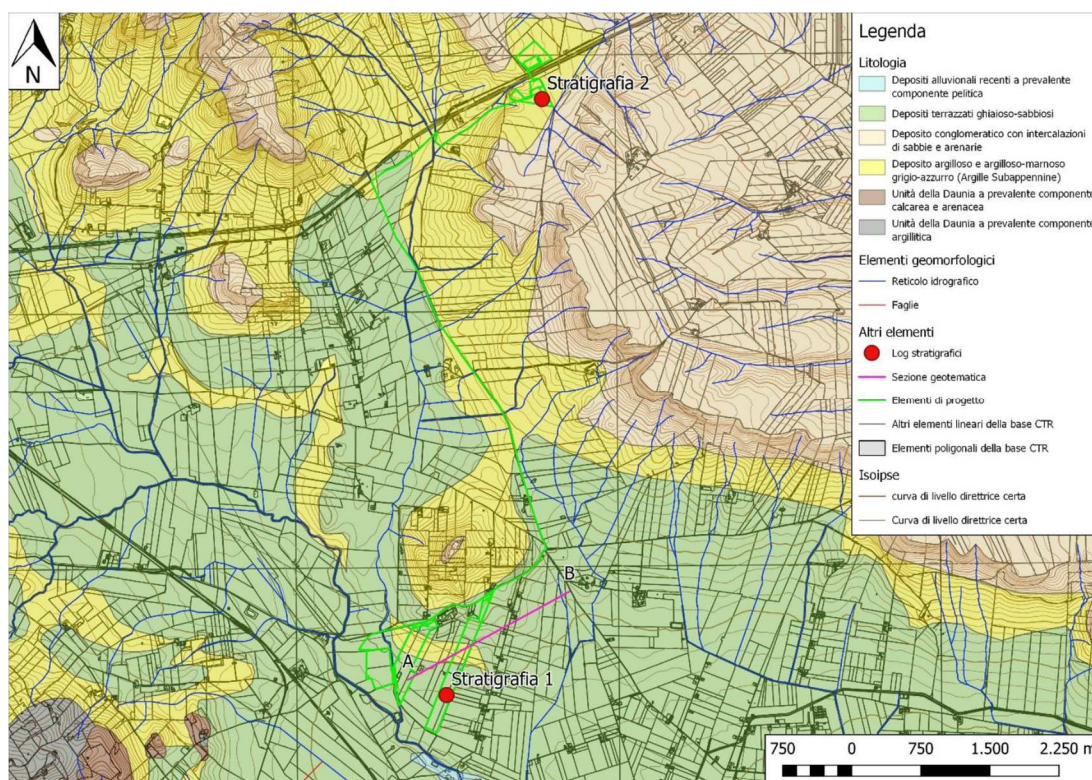 N
Stratigrafia 2
B
A
Stratigrafia 1
Legenda
Litologia
Depositi alluvionali recenti a prevalente
componente pelitica
Depositi terrazzati ghiaioso-sabbiosi
Deposito conglomeratico con intercalazioni
di sabbie e arenarie
Deposito argilloso e argilloso-marnoso
grigio-azzurro (Argille Subappennine)
Unità della Daunia a prevalente componente
calcarea e arenacea
Unità della Daunia a prevalente componente
argillitica
Elementi geomorfologici
Reticolo idrografico
Faglie
Altri elementi
Log stratigrafici
Sezione geotematica
Elementi di progetto
Altri elementi lineari della base CTR
Elementi poligonali della base CTR
Isoipse
curva di livello direttrice certa
Curva di livello direttrice certa
750 0 750 1.500 2.250 m